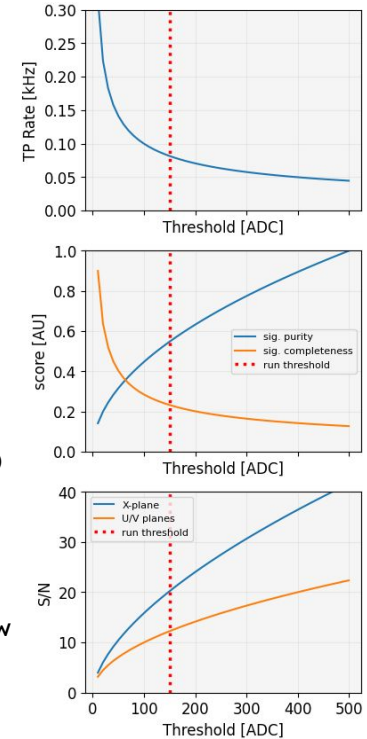 0.30
0.25
0.20
0.15
0.10
0.05
0.00
TP Rate [kHz]
Threshold [ADC]
1.0
0.8
0.6
0.4
0.2
0.0
score [AU]
sig. purity
sig. completeness
run threshold
Threshold [ADC]
40
30
20
10
0
S/N
X-plane
U/V planes
run threshold
0 100 200 300 400 500
Threshold [ADC]